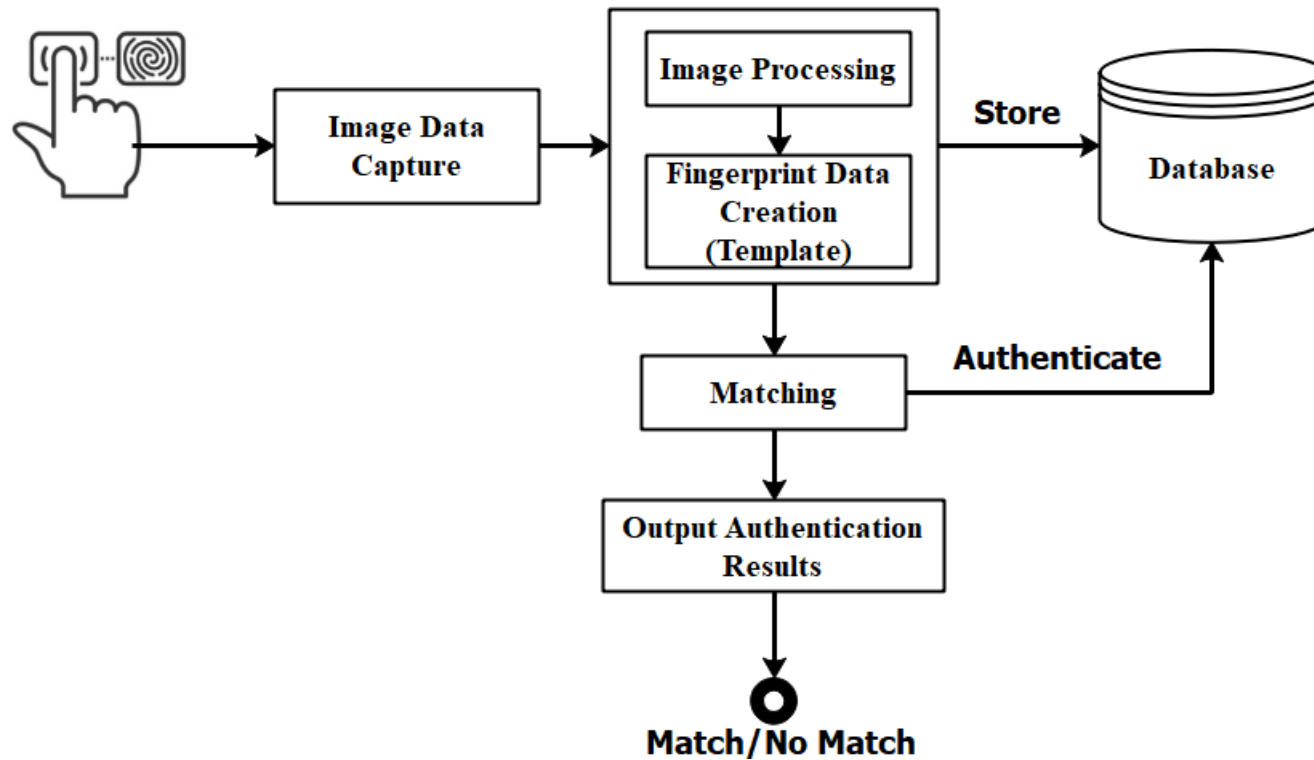 Image Data
Capture
Image Processing
Fingerprint Data
Creation
(Template)
Store
Database
Matching
Authenticate
Output Authentication
Results
Match/No Match